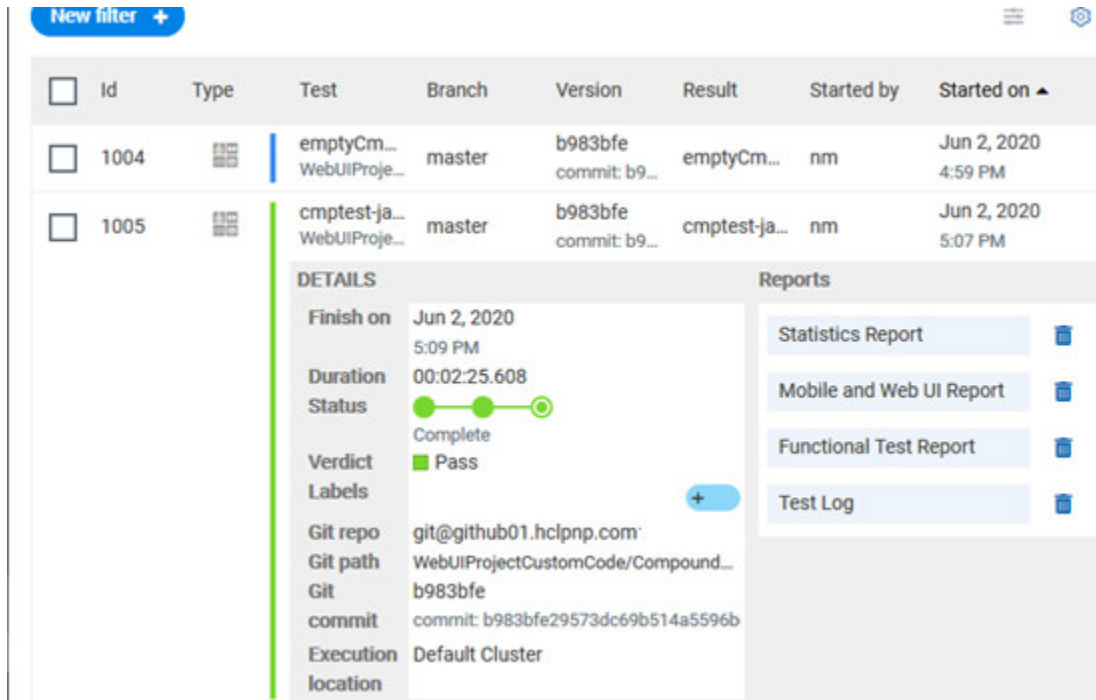 New filter +
Id Type Test Branch Version Result Started by Started on
1004 emptyCm... master b983bfe emptyCm... nm Jun 2, 2020
WebUIProje... commit: b9... 4:59 PM
1005 cmptest-ja... master b983bfe cmptest-ja... nm Jun 2, 2020
WebUIProje... commit: b9... 5:07 PM
DETAILS Reports
Finish on Jun 2, 2020
5:09 PM
Statistics Report
Duration 00:02:25.608
Status
Complete
Mobile and Web UI Report
Verdict Pass
Functional Test Report
Labels +
Test Log
Git repo git@github01.hclpnp.com
Git path WebUIProjectCustomCode/Compound...
Git commit b983bfe
commit: b983bfe29573dc69b514a5596b
Execution location Default Cluster